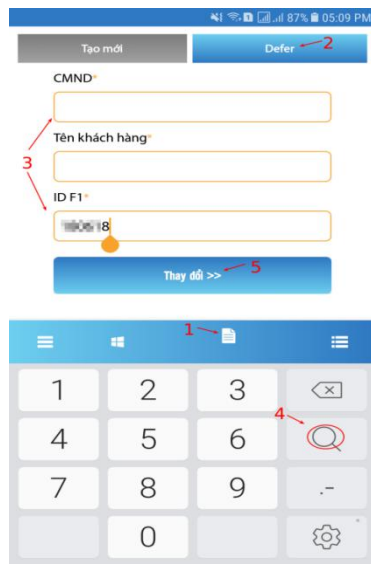 87% 05:09 PM
Tạo mới
Defer 2
CMND*
Tên khách hàng*
3
ID F1*
8
Thay đổi >> 5
1
1 2 3
4
4 5 6
7 8 9 .-
0